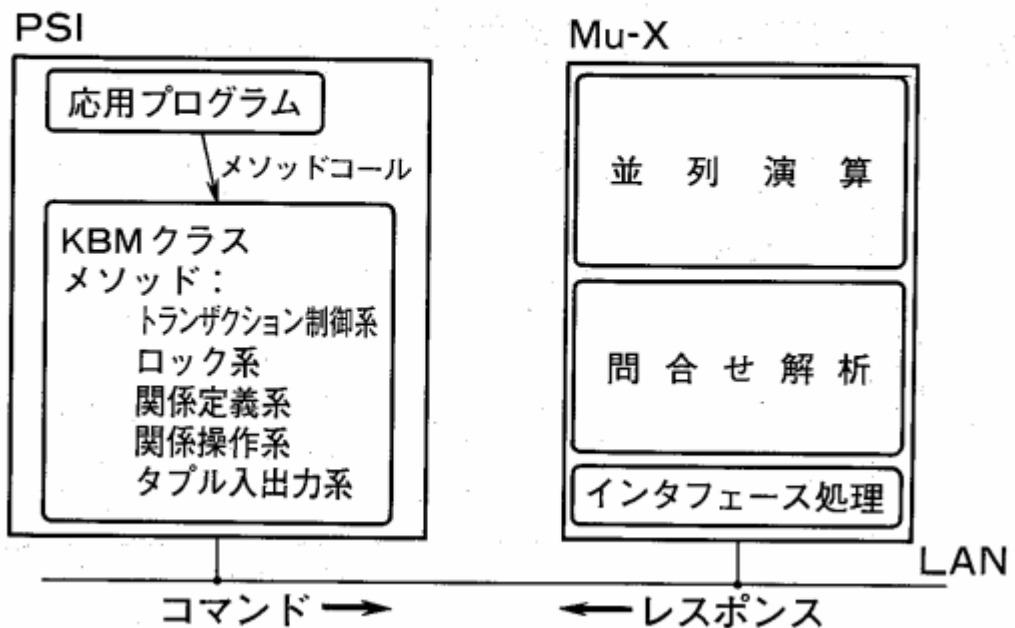 PSI
応用プログラム
メソッドコール
KBMクラス
メソッド:
トランザクション制御系
ロック系
関係定義系
関係操作系
タプル入出力系
Mu-X
並列演算
問合せ解析
インタフェース処理
LAN
コマンド→
←レスポンス